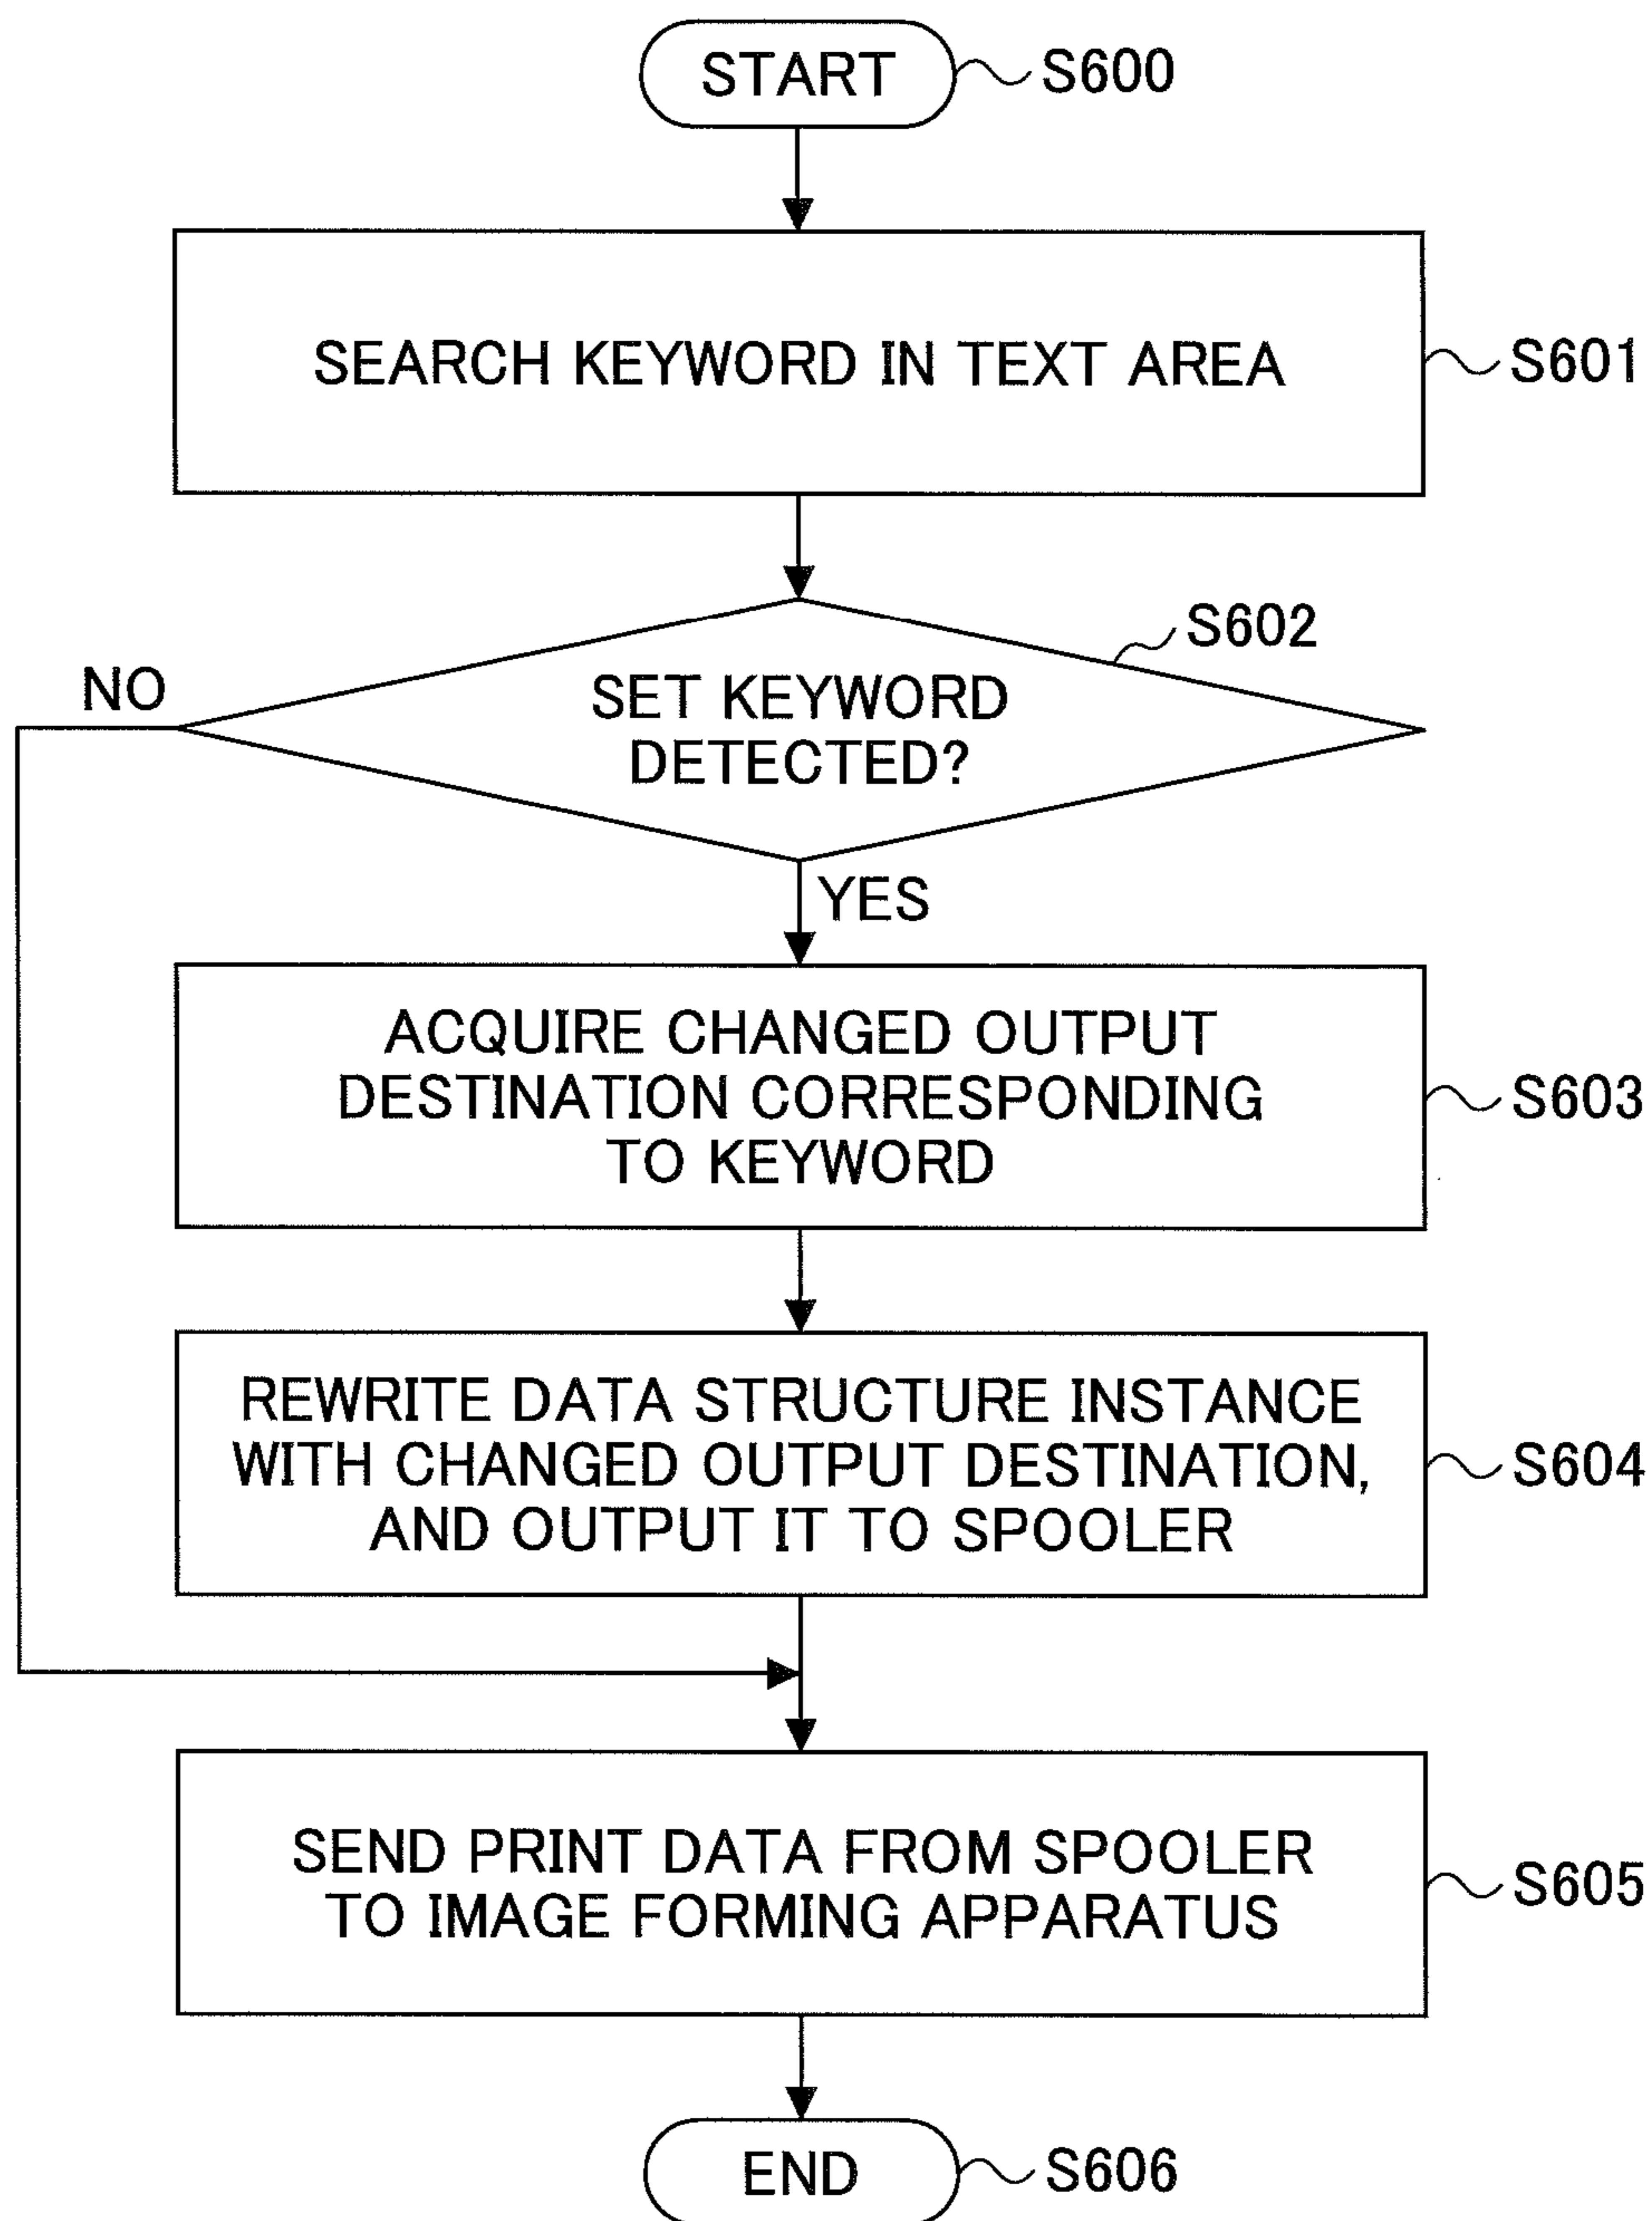 START
S600
SEARCH KEYWORD IN TEXT AREA
S601
S602
NO
SET KEYWORD
DETECTED?
YES
ACQUIRE CHANGED OUTPUT
DESTINATION CORRESPONDING
TO KEYWORD
S603
REWRITE DATA STRUCTURE INSTANCE
WITH CHANGED OUTPUT DESTINATION,
AND OUTPUT IT TO SPOOLER
S604
SEND PRINT DATA FROM SPOOLER
TO IMAGE FORMING APPARATUS
S605
END
S606